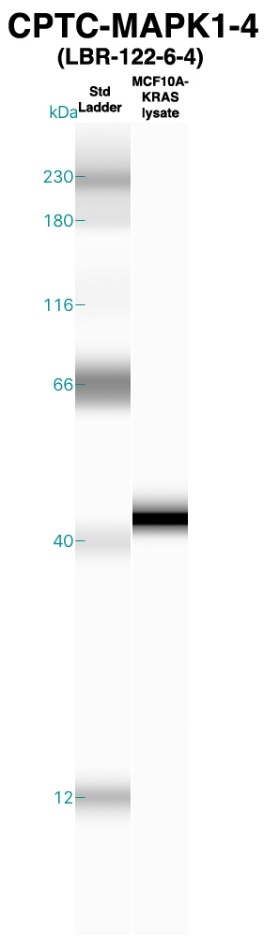 CPTC-MAPK1-4
(LBR-122-6-4)
kDa
Std
Ladder
MCF10A-
KRAS
lysate
230
180
116
66
40
12